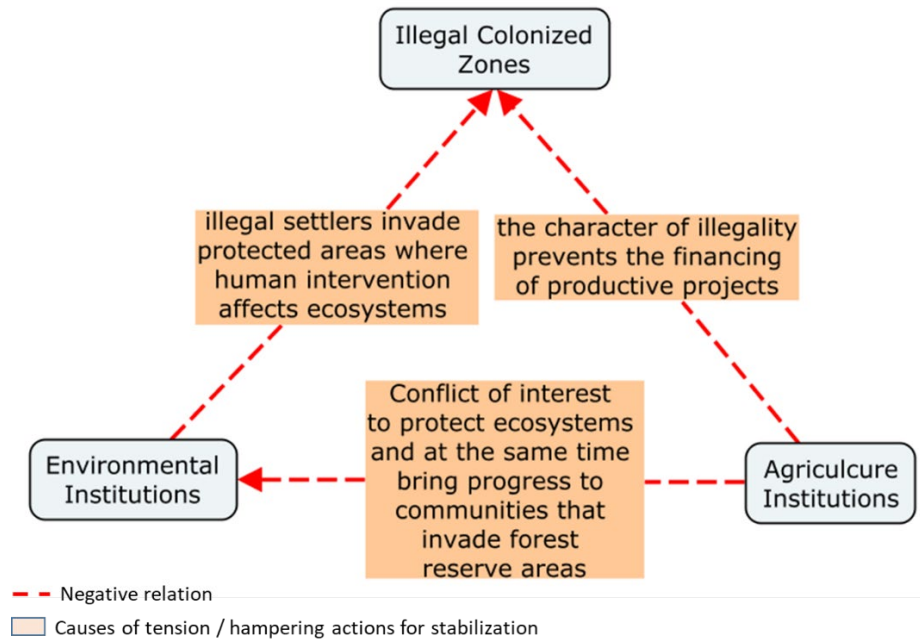 Illegal Colonized
Zones
illegal settlers invade
protected areas where
human intervention
affects ecosystems
the character of illegality
prevents the financing
of productive projects
Conflict of interest
to protect ecosystems
and at the same time
bring progress to
communities that
invade forest
reserve areas
Environmental
Institutions
Agriculcure
Institutions
Negative relation
Causes of tension / hampering actions for stabilization